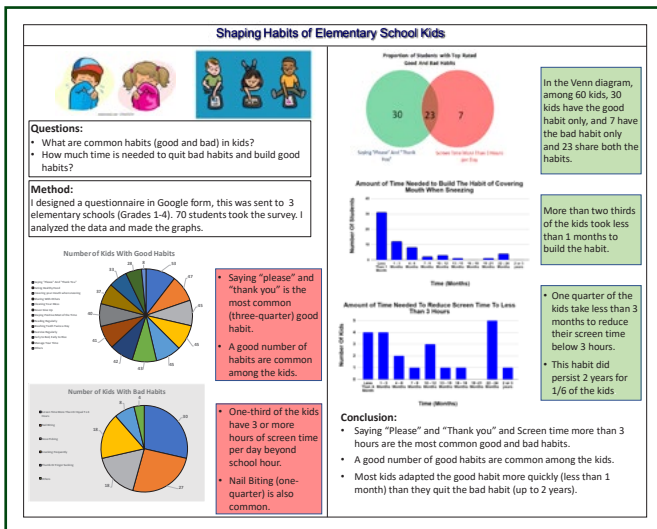 Shaping Habits of Elementary School Kids
Questions:
• What are common habits (good and bad) in kids?
• How much time is needed to quit bad habits and build good
habits?
Method:
I designed a questionnaire in Google form, this was sent to 3
elementary schools (Grades 1-4). 70 students took the survey. I
analyzed the data and made the graphs.
Number of Kids With Good Habits
• Saying “please” and
“thank you” is the
most common
(three-quarter) good
habit.
• A good number of
habits are common
among the kids.
Number of Kids With Bad Habits
• One-third of the kids
have 3 or more
hours of screen time
per day beyond
school hour.
• Nail Biting (one-
quarter) is also
common.
Proportion of Students with Top Rated
Good And Bad Habits
30
23
7
In the Venn diagram,
among 60 kids, 30
kids have the good
habit only, and 7 have
the bad habit only
and 23 share both the
habits.
Amount of Time Needed to Build The Habit of Covering
Mouth When Sneezing
Number Of Students
Time (Months)
More than two thirds
of the kids took less
than 1 months to
build the habit.
Amount of Time Needed To Reduce Screen Time To Less
Than 3 Hours
Number Of Kids
Time (Months)
• One quarter of the
kids take less than 3
months to reduce
their screen time
below 3 hours.
• This habit did
persist 2 years for
1/6 of the kids
Conclusion:
• Saying “Please” and “Thank you” and Screen time more than 3
hours are the most common good and bad habits.
• A good number of good habits are common among the kids.
• Most kids adapted the good habit more quickly (less than 1
month) than they quit the bad habit (up to 2 years).